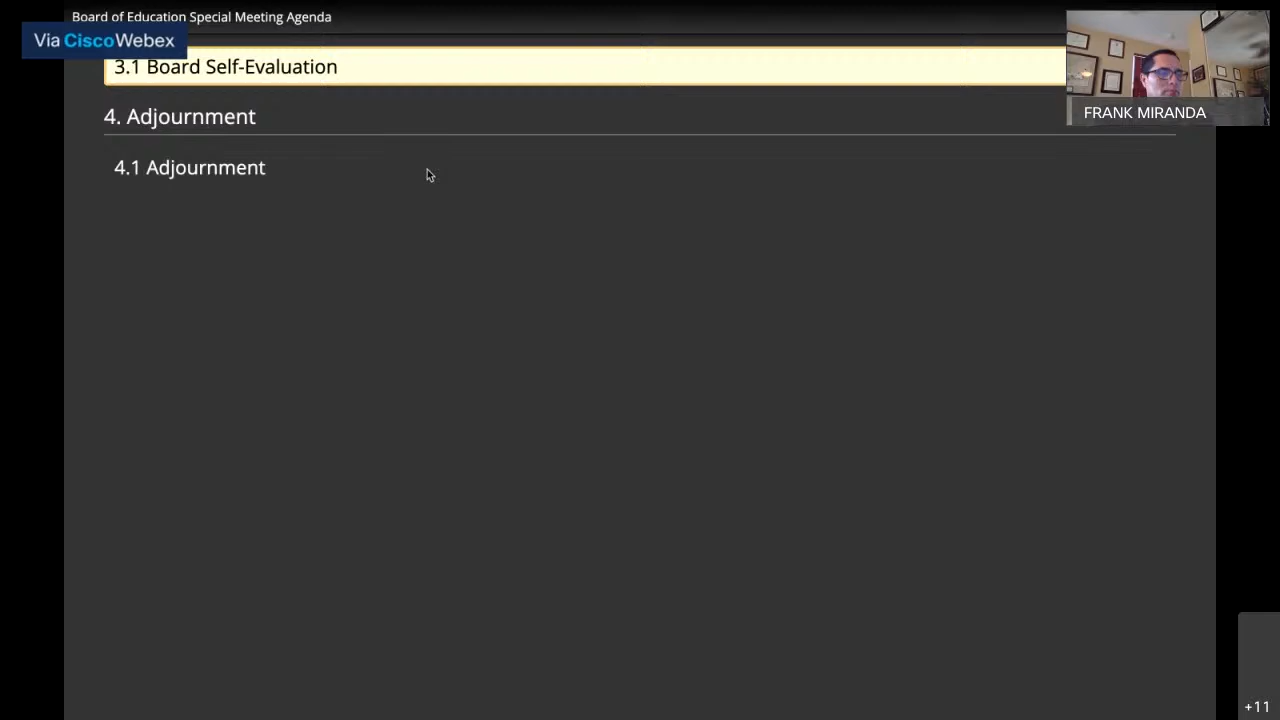 Board of Education Special Meeting Agenda
Via CiscoWebex
3.1 Board Self-Evaluation
FRANK MIRANDA
4. Adjournment
4.1 Adjournment
+11